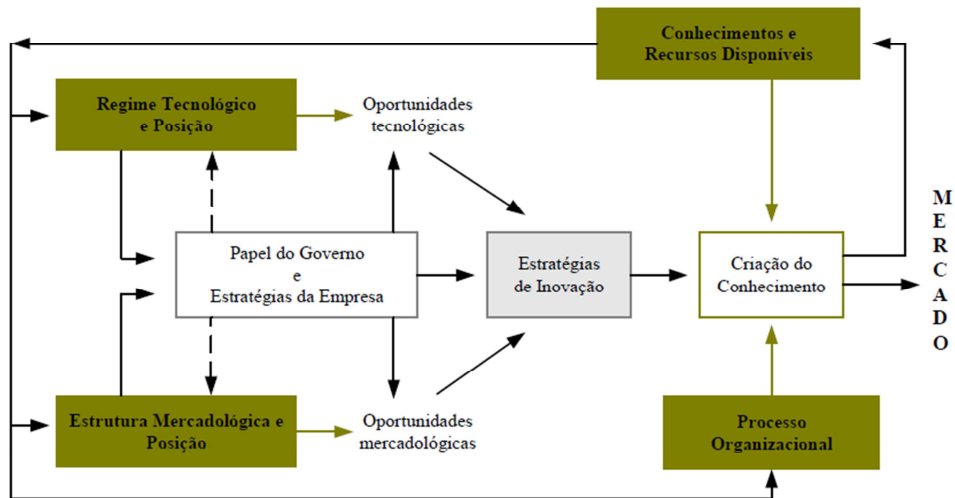 Conhecimentos e
Recursos Disponíveis
Regime Tecnológico
e Posição
Oportunidades
tecnológicas
Papel do Governo
e
Estratégias da Empresa
Estratégias
de Inovação
Criação do
Conhecimento
M
E
R
C
A
D
O
Estrutura Mercadológica e
Posição
Oportunidades
mercadológicas
Processo
Organizacional